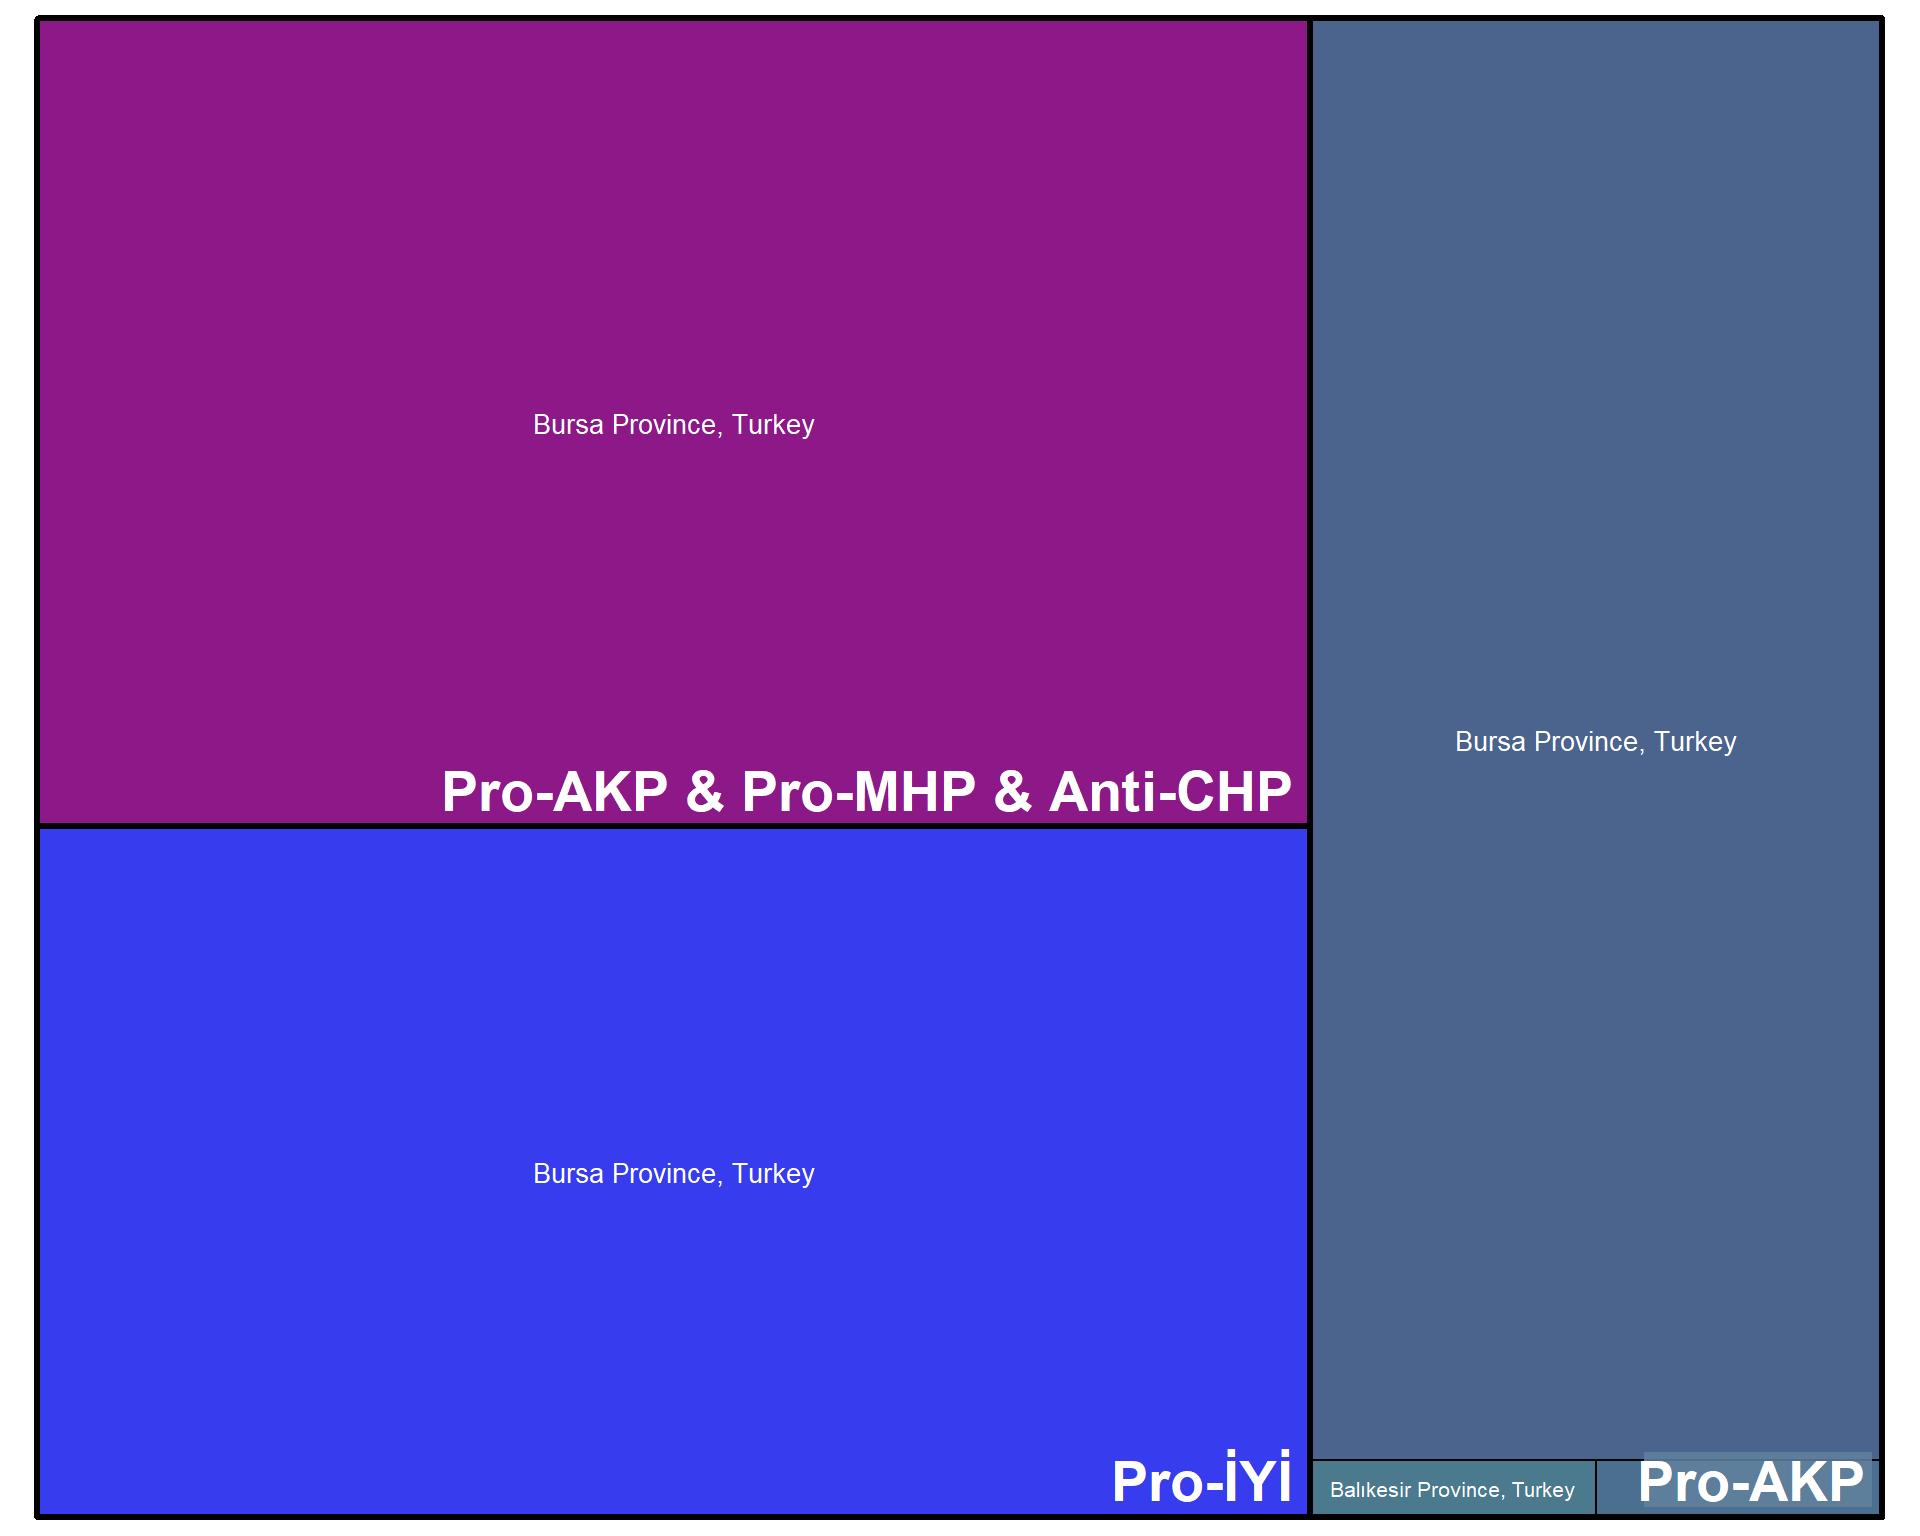 Bursa Province, Turkey
Pro-AKP & Pro-MHP & Anti-CHP
Bursa Province, Turkey
Pro-İYİ
Bursa Province, Turkey
Balıkesir Province, Turkey
Pro-AKP